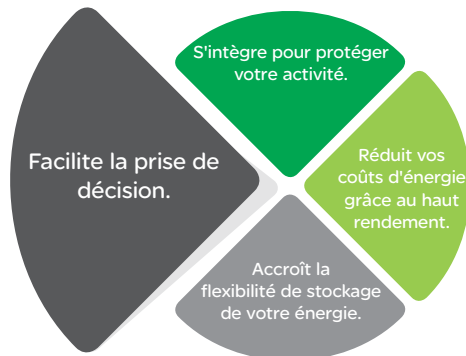 S'intègre pour protéger
votre activité.
Facilite la prise de
décision.
Réduit vos
coûts d'énergie
grâce au haut
rendement.
Accroît la
flexibilité de stockage
de votre énergie.